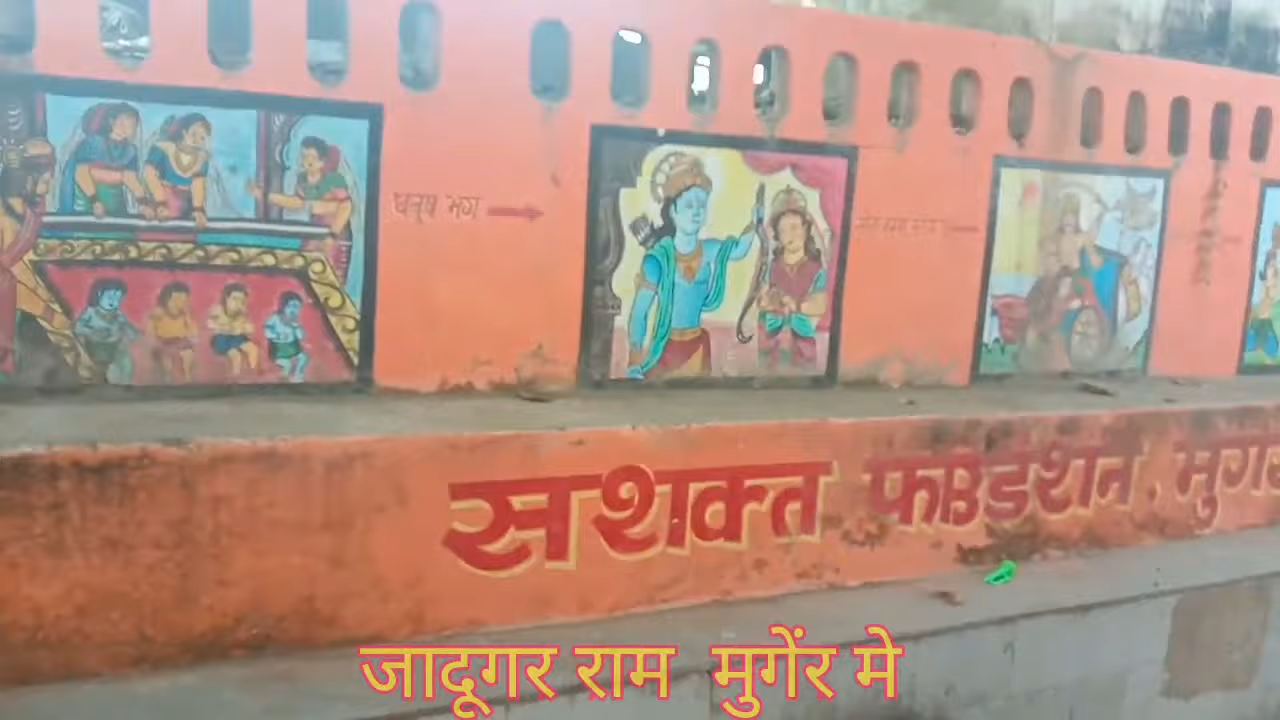 धनुष भंग
सशक्त फाउंडेशन, मुंगेर
जादूगर राम मुगेंर मे